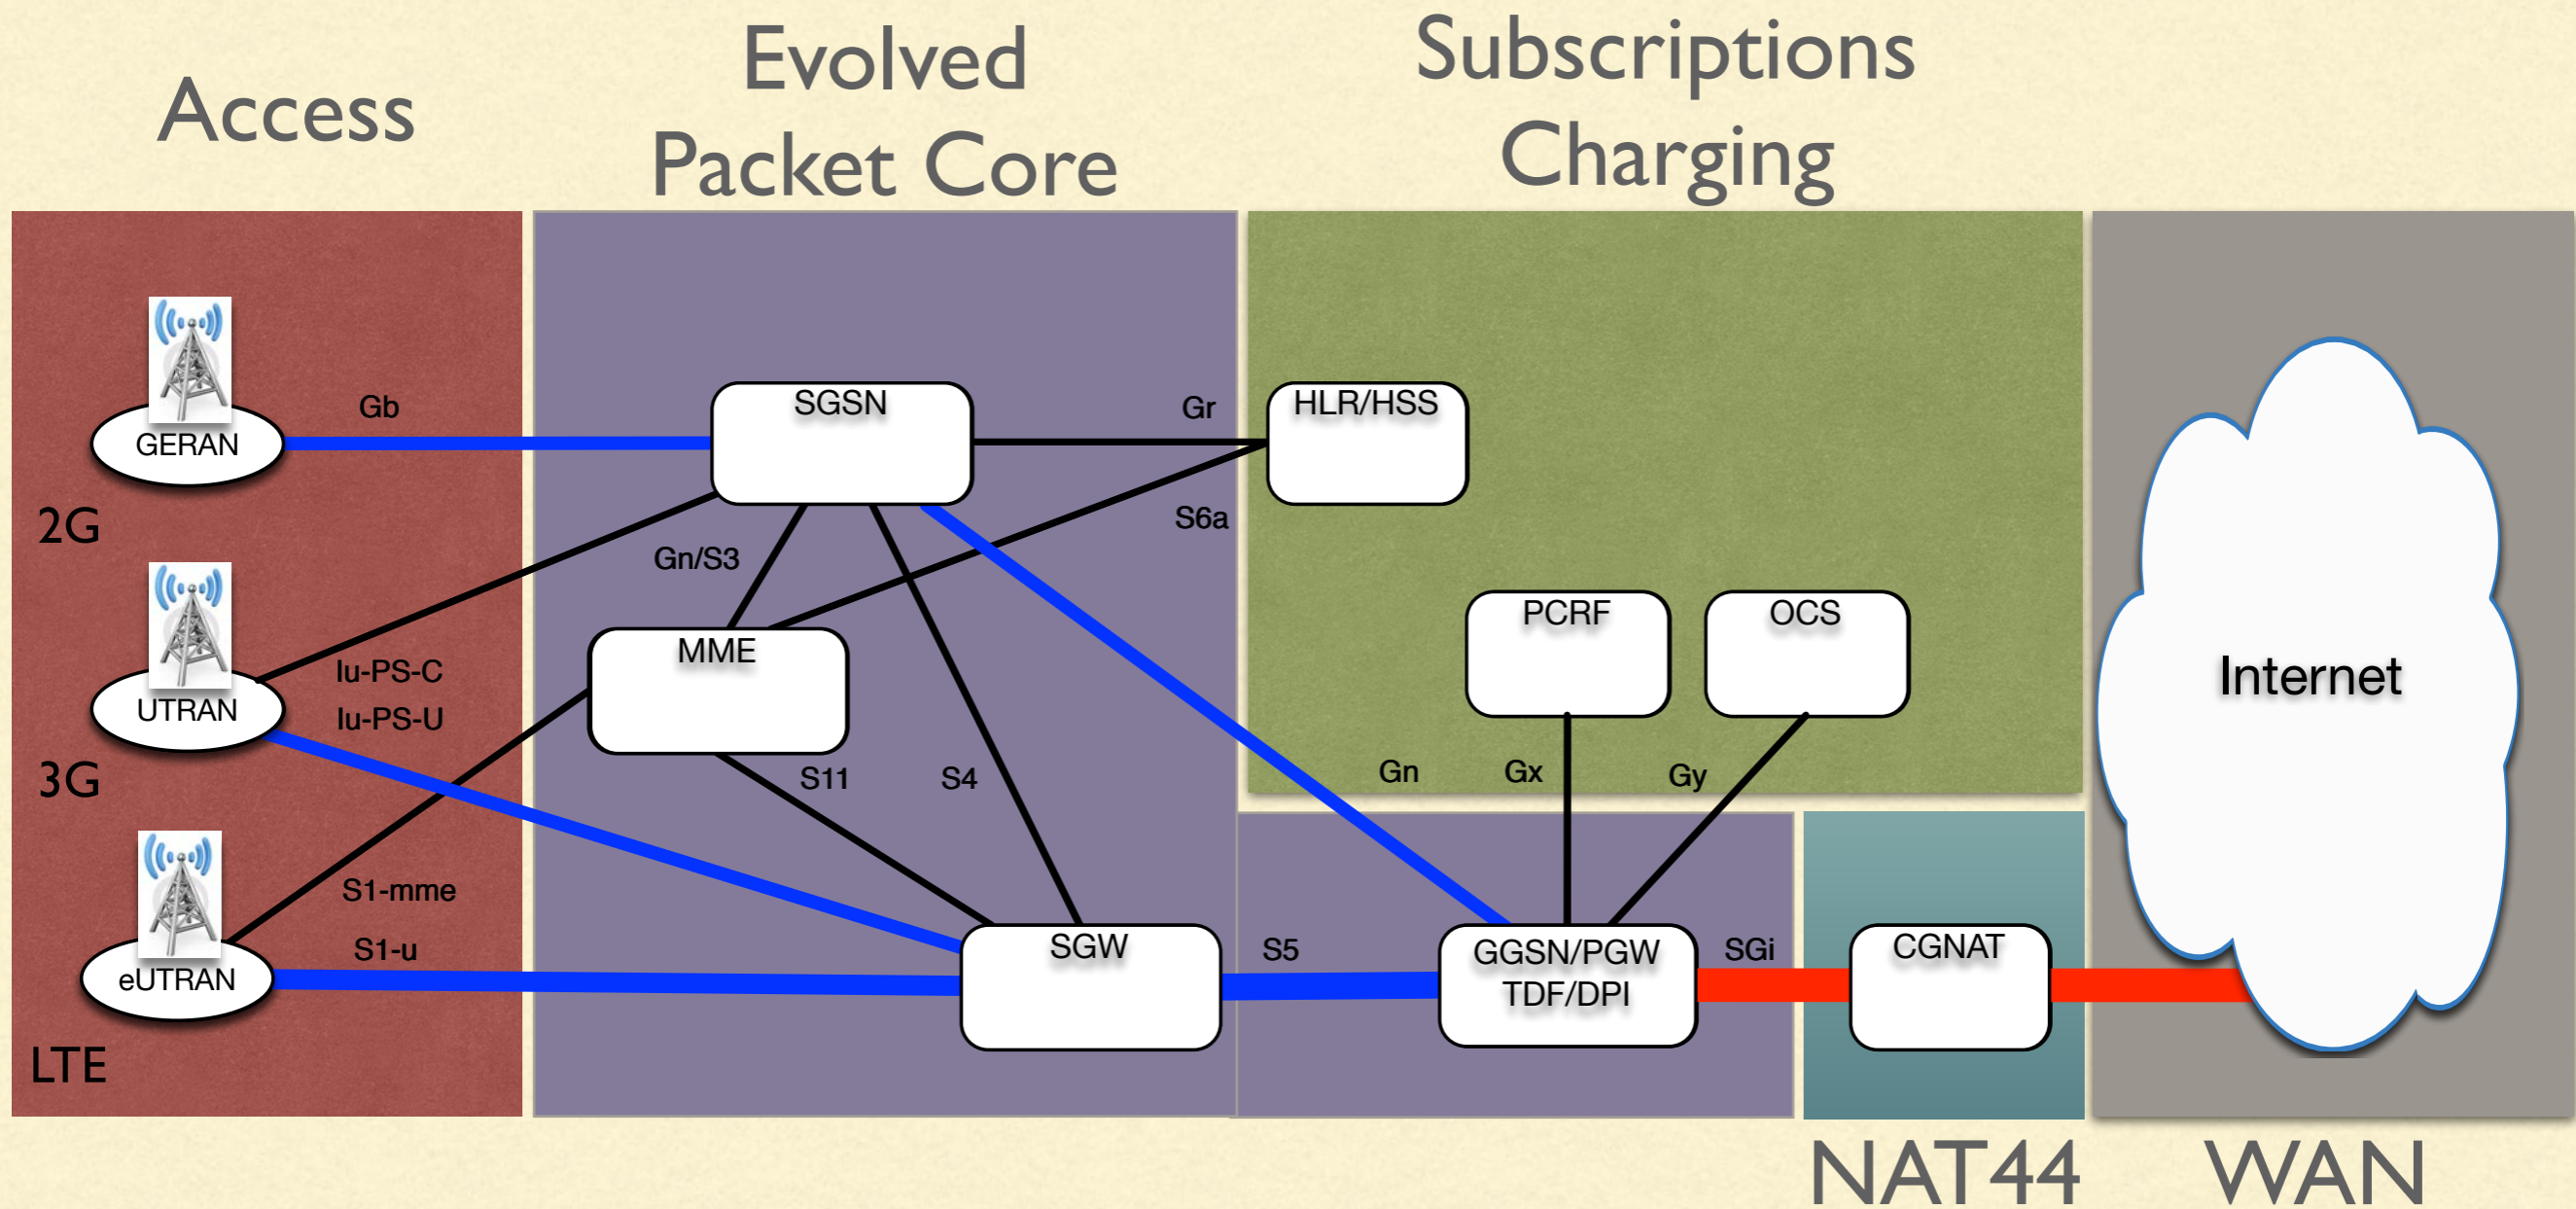 Access
Evolved
Packet Core
Subscriptions
Charging
Gb
GERAN
2G
SGSN
Gr
HLR/HSS
S6a
Gn/S3
MME
PCRF
OCS
Iu-PS-C
UTRAN
Iu-PS-U
3G
S11
S4
Gn
Gx
Gy
Internet
S1-mme
S1-u
eUTRAN
LTE
SGW
S5
GGSN/PGW
TDF/DPI
SGi
CGNAT
NAT44
WAN